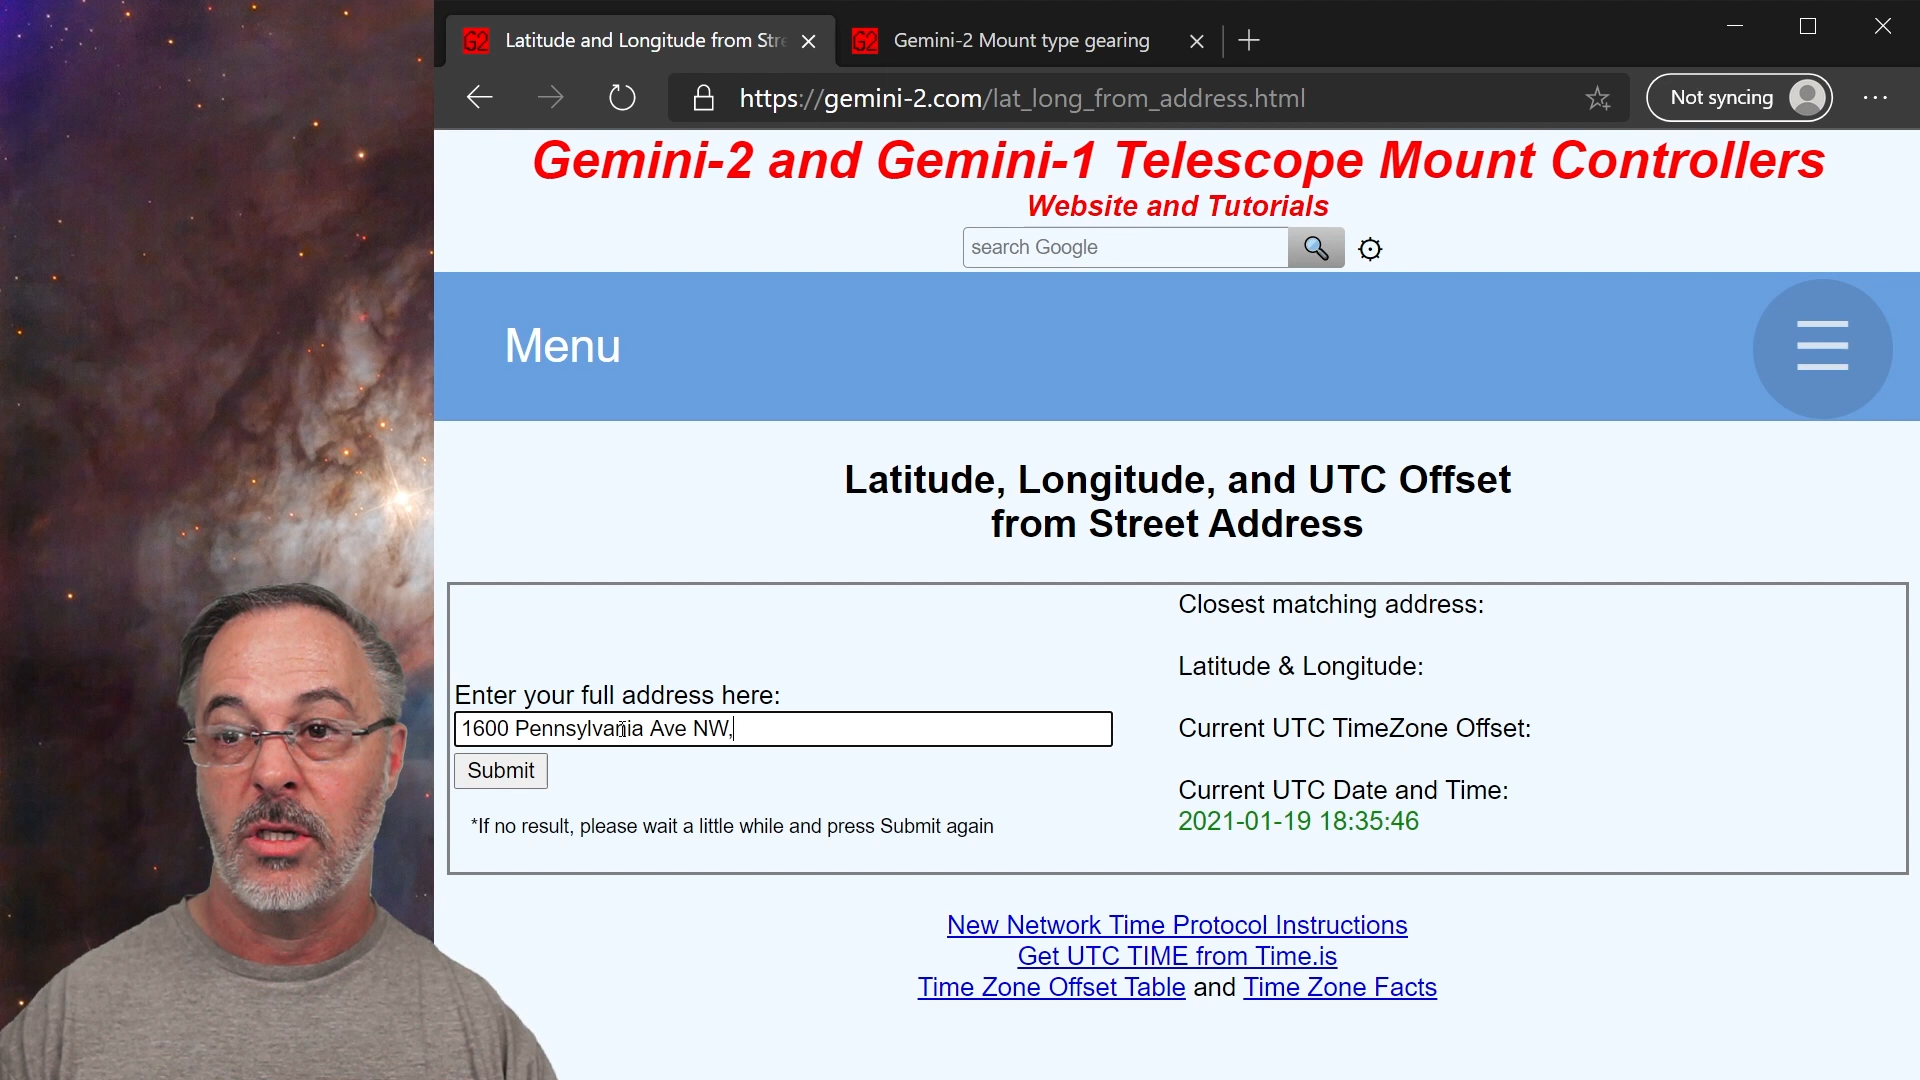 G2 Latitude and Longitude from Stre
G2 Gemini-2 Mount type gearing
https://gemini-2.com/lat_long_from_address.html
Not syncing
Gemini-2 and Gemini-1 Telescope Mount Controllers
Website and Tutorials
search Google
Menu
Latitude, Longitude, and UTC Offset
from Street Address
Enter your full address here:
1600 Pennsylvania Ave NW,
Submit
*If no result, please wait a little while and press Submit again
Closest matching address:
Latitude & Longitude:
Current UTC TimeZone Offset:
Current UTC Date and Time:
2021-01-19 18:35:46
New Network Time Protocol Instructions
Get UTC TIME from Time.is
Time Zone Offset Table and Time Zone Facts